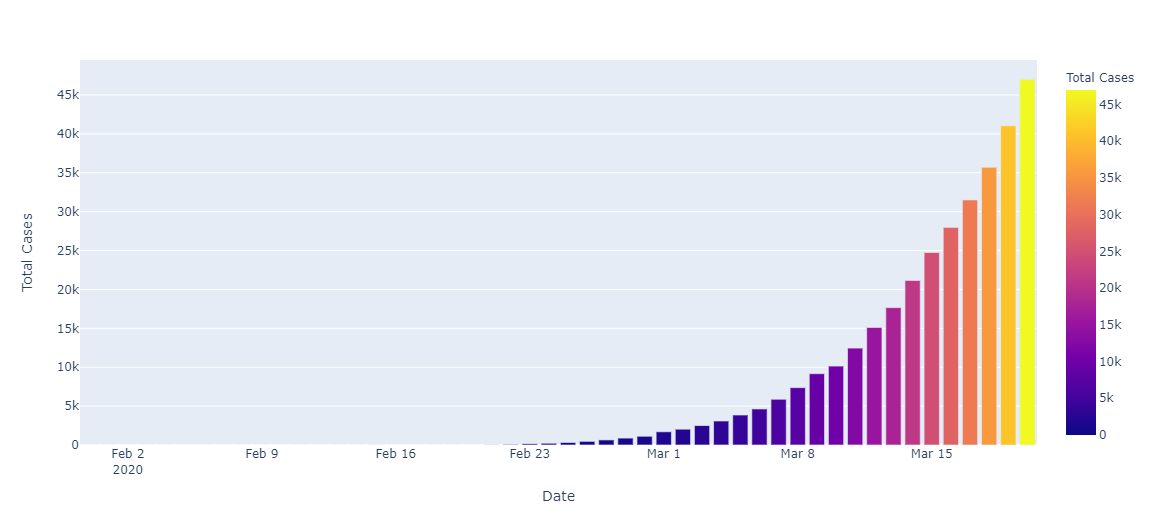 Total Cases
45k
40k
35k
30k
25k
20k
15k
10k
5k
0
Total Cases
Feb 2
2020
Feb 9
Feb 16
Feb 23
Mar 1
Mar 8
Mar 15
Date
45k
40k
35k
30k
25k
20k
15k
10k
5k
0